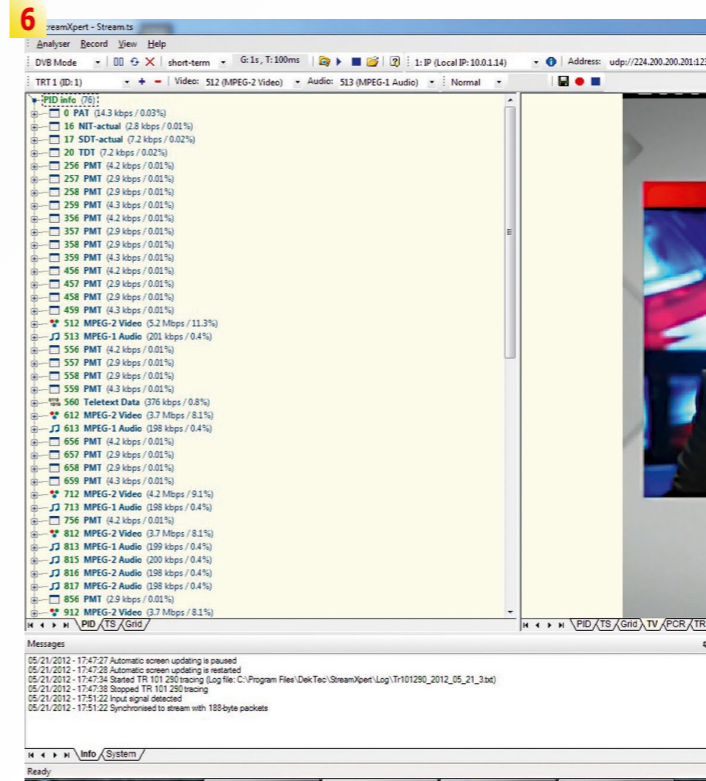 6
reamXpert - Stream.ts
Analyser Record View Help
DVB Mode short-term G: 1s, T: 100ms 1: IP (Local IP: 10.0.1.14) Address: udp://224.200.200.201:123
TRT 1 (ID: 1) + − Video: 512 (MPEG-2 Video) Audio: 513 (MPEG-1 Audio) Normal
PID info (76)
0 PAT (14.3 kbps / 0.03%)
16 NIT-actual (2.8 kbps / 0.01%)
17 SDT-actual (7.2 kbps / 0.02%)
20 TDT (7.2 kbps / 0.02%)
256 PMT (4.2 kbps / 0.01%)
257 PMT (2.9 kbps / 0.01%)
258 PMT (2.9 kbps / 0.01%)
259 PMT (4.3 kbps / 0.01%)
356 PMT (4.2 kbps / 0.01%)
357 PMT (2.9 kbps / 0.01%)
358 PMT (2.9 kbps / 0.01%)
359 PMT (4.3 kbps / 0.01%)
456 PMT (4.2 kbps / 0.01%)
457 PMT (2.9 kbps / 0.01%)
458 PMT (2.9 kbps / 0.01%)
459 PMT (4.3 kbps / 0.01%)
512 MPEG-2 Video (5.2 Mbps / 11.3%)
513 MPEG-1 Audio (201 kbps / 0.4%)
556 PMT (4.2 kbps / 0.01%)
557 PMT (2.9 kbps / 0.01%)
558 PMT (2.9 kbps / 0.01%)
559 PMT (4.3 kbps / 0.01%)
560 Teletext Data (376 kbps / 0.8%)
612 MPEG-2 Video (3.7 Mbps / 8.1%)
613 MPEG-1 Audio (198 kbps / 0.4%)
656 PMT (4.2 kbps / 0.01%)
657 PMT (2.9 kbps / 0.01%)
658 PMT (2.9 kbps / 0.01%)
659 PMT (4.3 kbps / 0.01%)
712 MPEG-2 Video (4.2 Mbps / 9.1%)
713 MPEG-1 Audio (198 kbps / 0.4%)
756 PMT (4.2 kbps / 0.01%)
812 MPEG-2 Video (3.7 Mbps / 8.1%)
813 MPEG-1 Audio (199 kbps / 0.4%)
815 MPEG-2 Audio (200 kbps / 0.4%)
816 MPEG-2 Audio (198 kbps / 0.4%)
817 MPEG-2 Audio (198 kbps / 0.4%)
856 PMT (2.9 kbps / 0.01%)
912 MPEG-2 Video (3.7 Mbps / 8.1%)
PID TS Grid
PID TS Grid TV PCR TR
Messages
05/21/2012 - 17:47:27 Automatic screen updating is paused
05/21/2012 - 17:47:28 Automatic screen updating is restarted
05/21/2012 - 17:47:34 Started TR 101 290 tracing (Log file: C:\Program Files\DekTec\StreamXpert\Log\Tr101290_2012_05_21_3.txt)
05/21/2012 - 17:47:38 Stopped TR 101 290 tracing
05/21/2012 - 17:51:22 Input signal detected
05/21/2012 - 17:51:22 Synchronised to stream with 188-byte packets
Info System
Ready